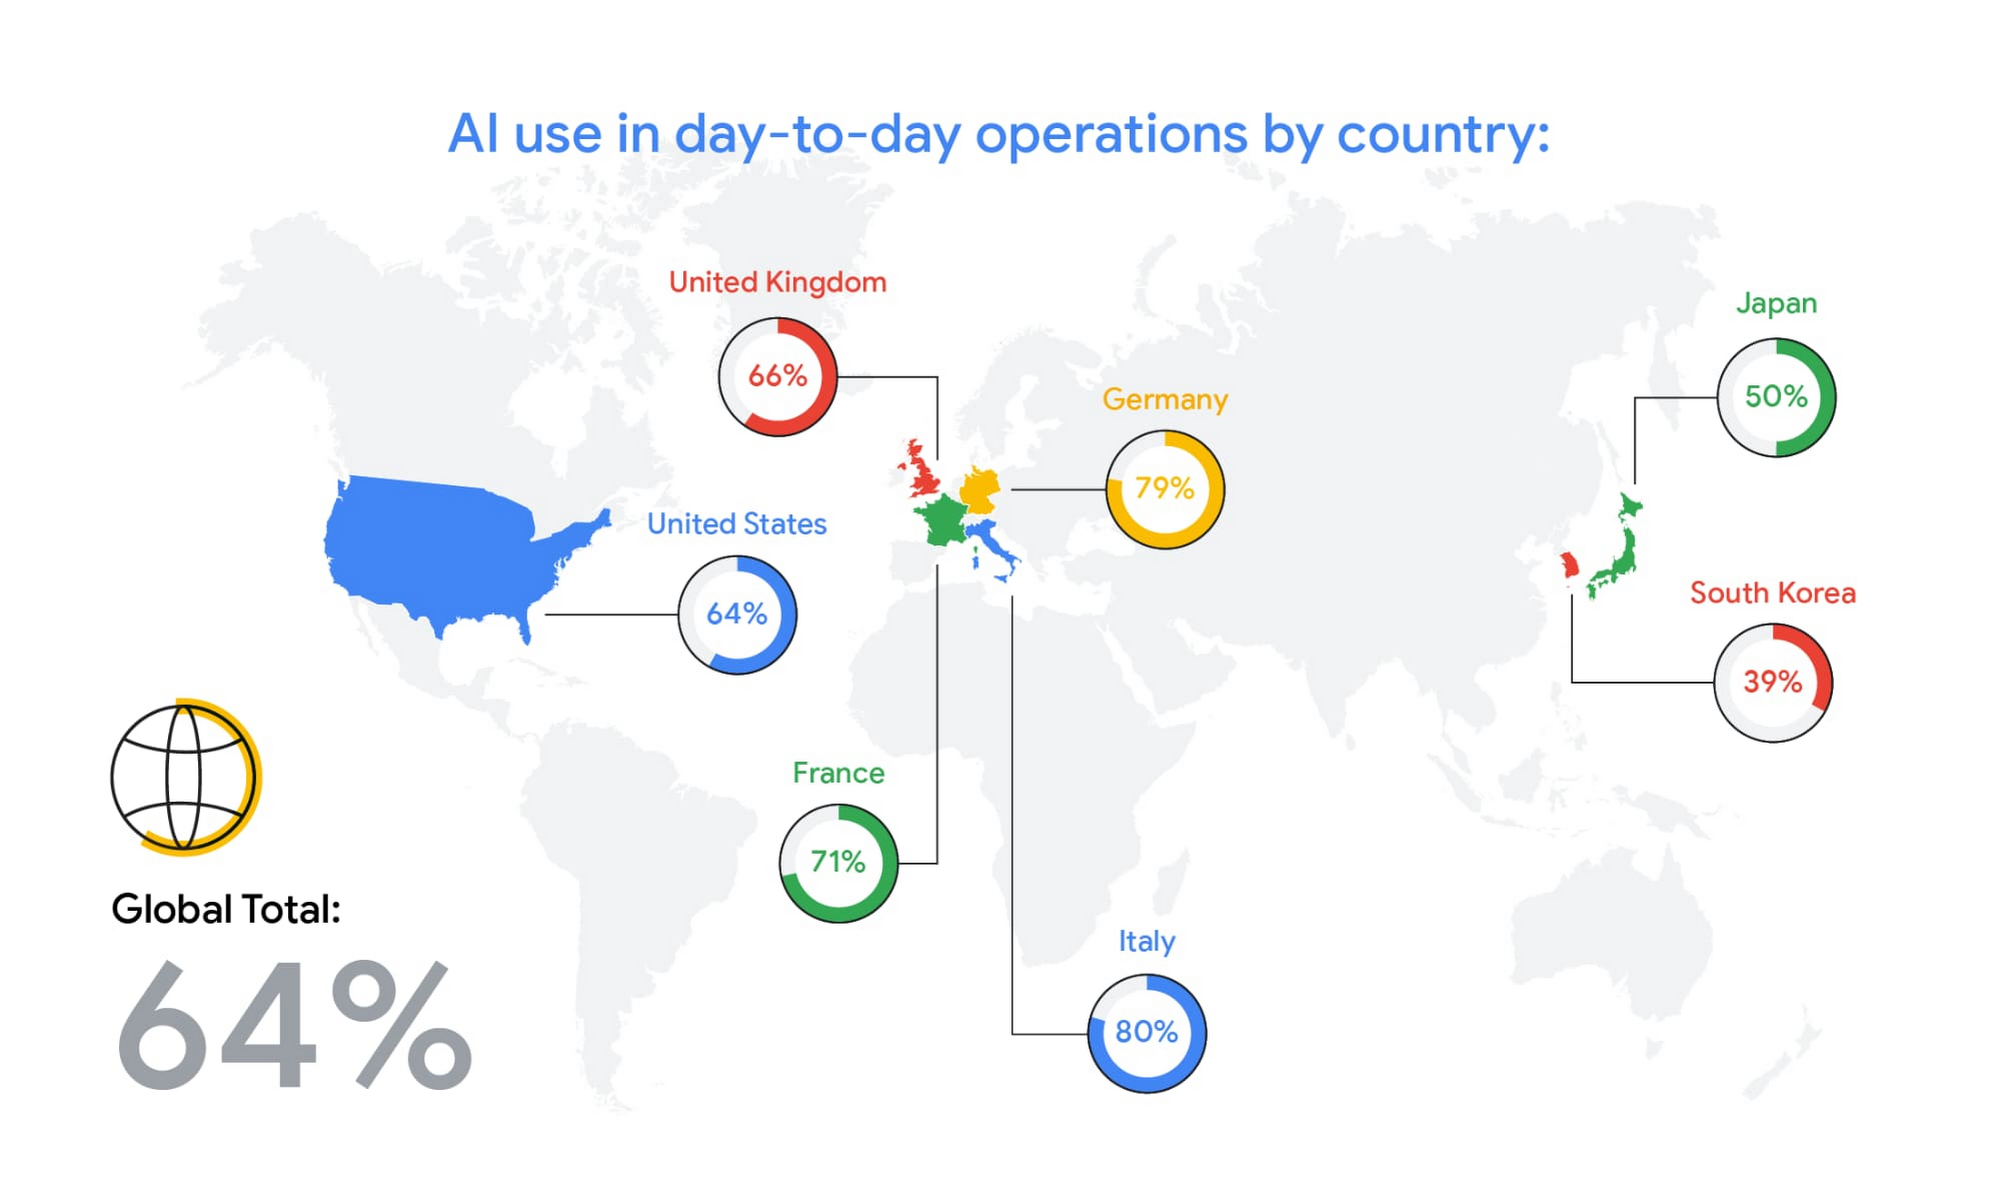 AI use in day-to-day operations by country:
United Kingdom
66%
Germany
79%
Japan
50%
United States
64%
South Korea
39%
France
71%
Italy
80%
Global Total:
64%